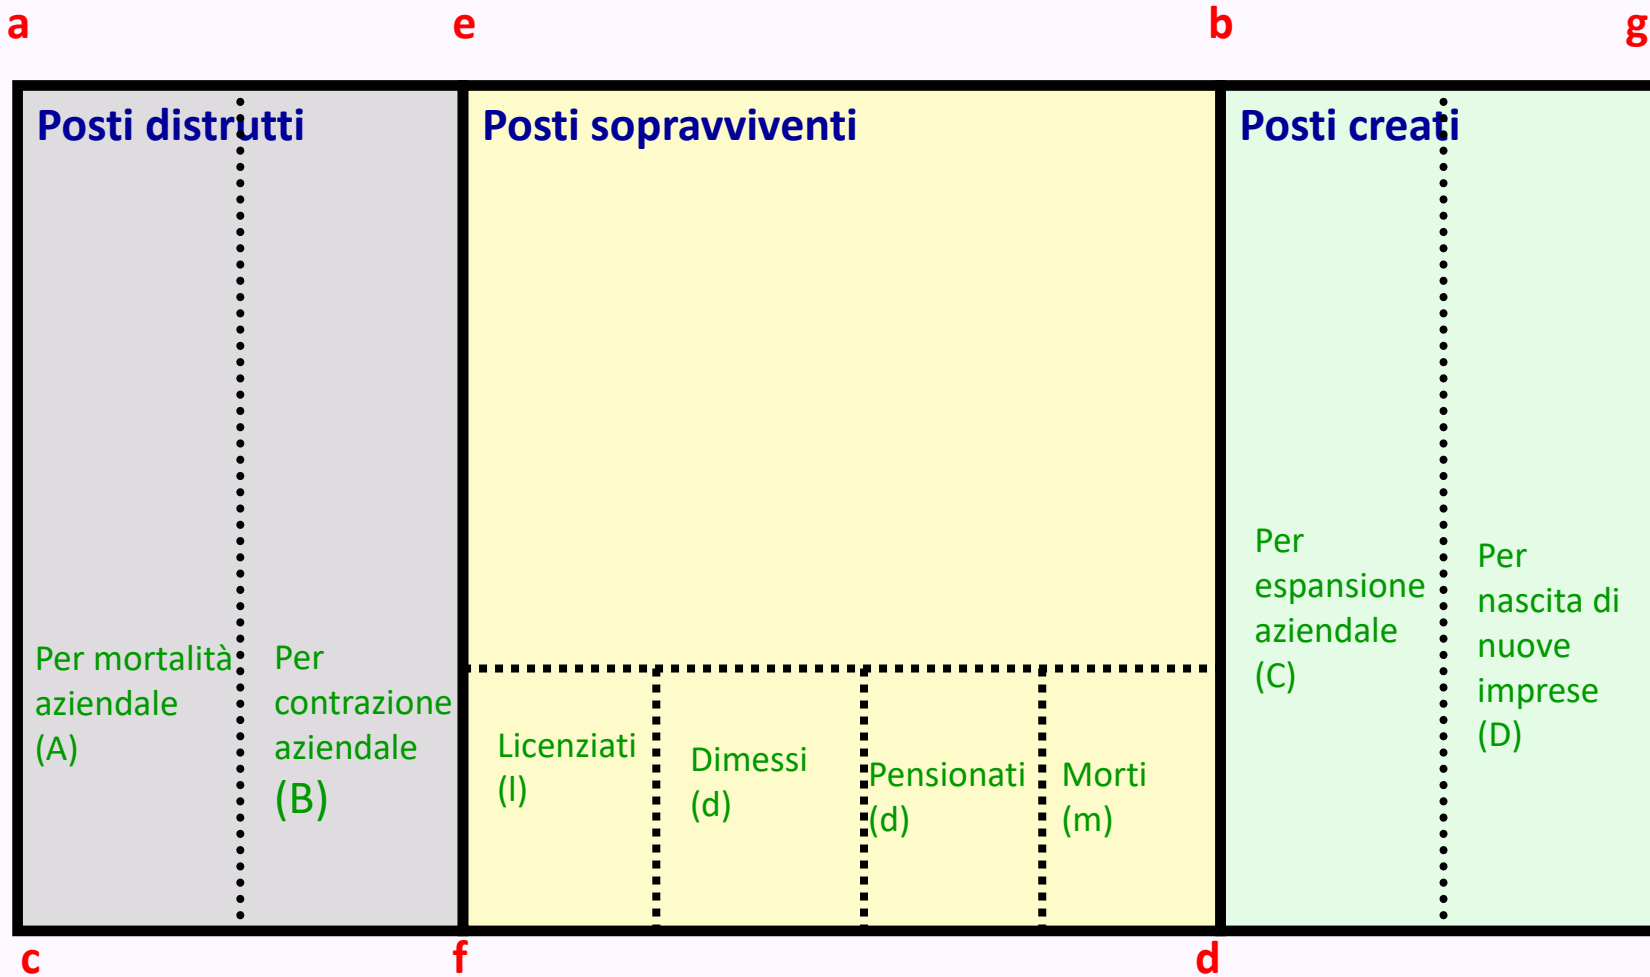 a
e
b
g
Posti distrutti
Posti sopravviventi
Posti creati
Per mortalità
aziendale
(A)
Per
contrazione
aziendale
(B)
Licenziati
(l)
Dimessi
(d)
Pensionati
(d)
Morti
(m)
Per
espansione
aziendale
(C)
Per
nascita di
nuove
imprese
(D)
c
f
d